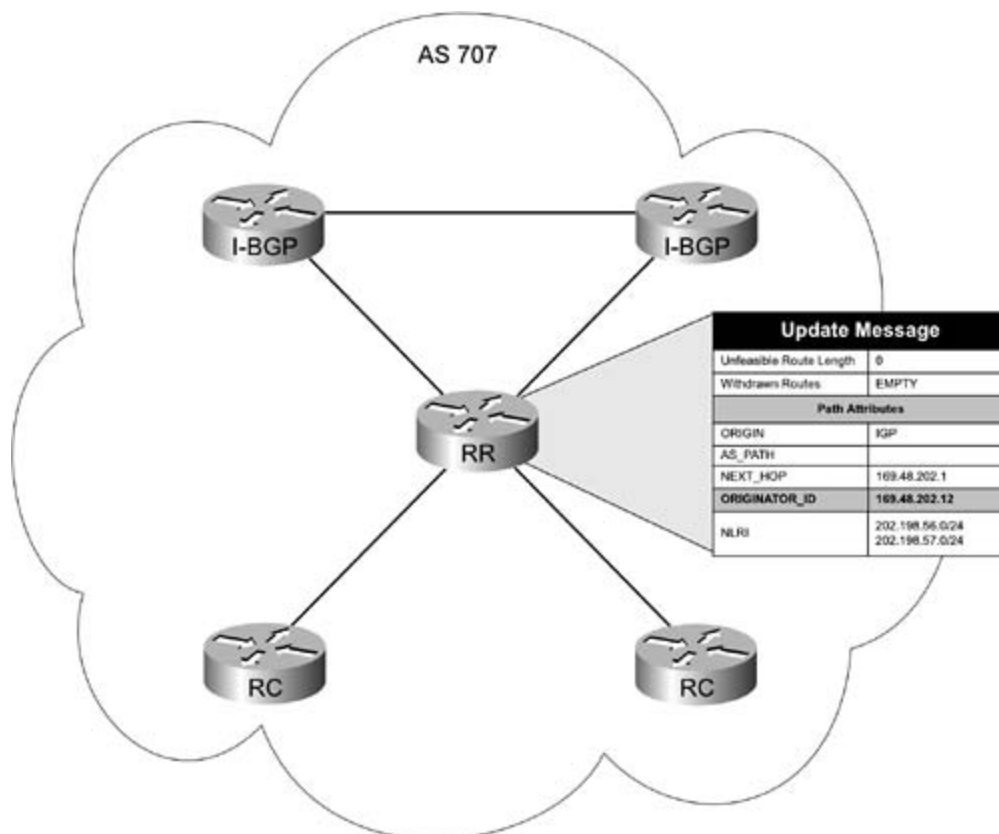 AS 707
I-BGP
I-BGP
Update Message
Unfeasible Route Length 0
Withdrawn Routes EMPTY
Path Attributes
ORIGIN IGP
AS_PATH
NEXT_HOP 169.48.202.1
ORIGINATOR_ID 169.48.202.12
NLRI 202.198.56.0/24
202.198.57.0/24
RR
RC
RC